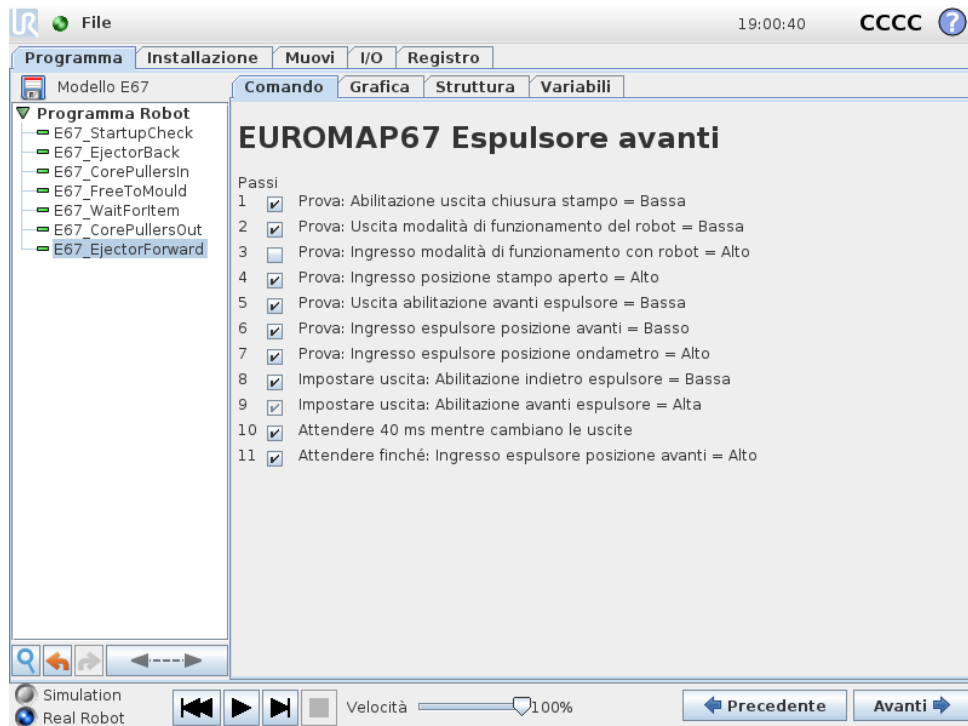 UR File 19:00:40 CCCC ?
Programma Installazione Muovi I/O Registro
Modello E67 Comando Grafica Struttura Variabili
Programma Robot
E67_StartupCheck
E67_EjectorBack
E67_CorePullersIn
E67_FreeToMould
E67_WaitForItem
E67_CorePullersOut
E67_EjectorForward
EUROMAP67 Espulsore avanti
Passi
1 Prova: Abilitazione uscita chiusura stampo = Bassa
2 Prova: Uscita modalità di funzionamento del robot = Bassa
3 Prova: Ingresso modalità di funzionamento con robot = Alto
4 Prova: Ingresso posizione stampo aperto = Alto
5 Prova: Uscita abilitazione avanti espulsore = Bassa
6 Prova: Ingresso espulsore posizione avanti = Basso
7 Prova: Ingresso espulsore posizione ondametro = Alto
8 Impostare uscita: Abilitazione indietro espulsore = Bassa
9 Impostare uscita: Abilitazione avanti espulsore = Alta
10 Attendere 40 ms mentre cambiano le uscite
11 Attendere finché: Ingresso espulsore posizione avanti = Alto
Simulation
Real Robot
Velocità 100% Precedente Avanti